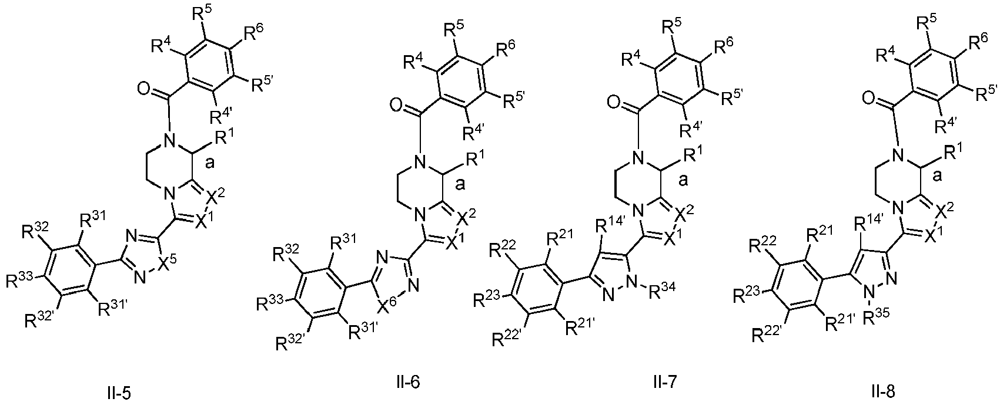 R5
R6
R4
R5'
O
R4'
N
R1
a
N
X2
X1
R31
R32
N
X5
R33
N
R31'
R32'
II-5
R5
R6
R4
R5'
O
R4'
N
R1
a
N
X2
X1
R31
R32
N
N
R33
X6
R31'
R32'
II-6
R5
R6
R4
R5'
O
R4'
N
R1
a
N
X2
R14'
X1
R21
R22
N
N
R34
R23
R21'
R22'
II-7
R5
R6
R4
R5'
O
R4'
N
R1
a
N
X2
R14'
X1
R21
R22
N
N
R23
R35
R21'
R22'
II-8